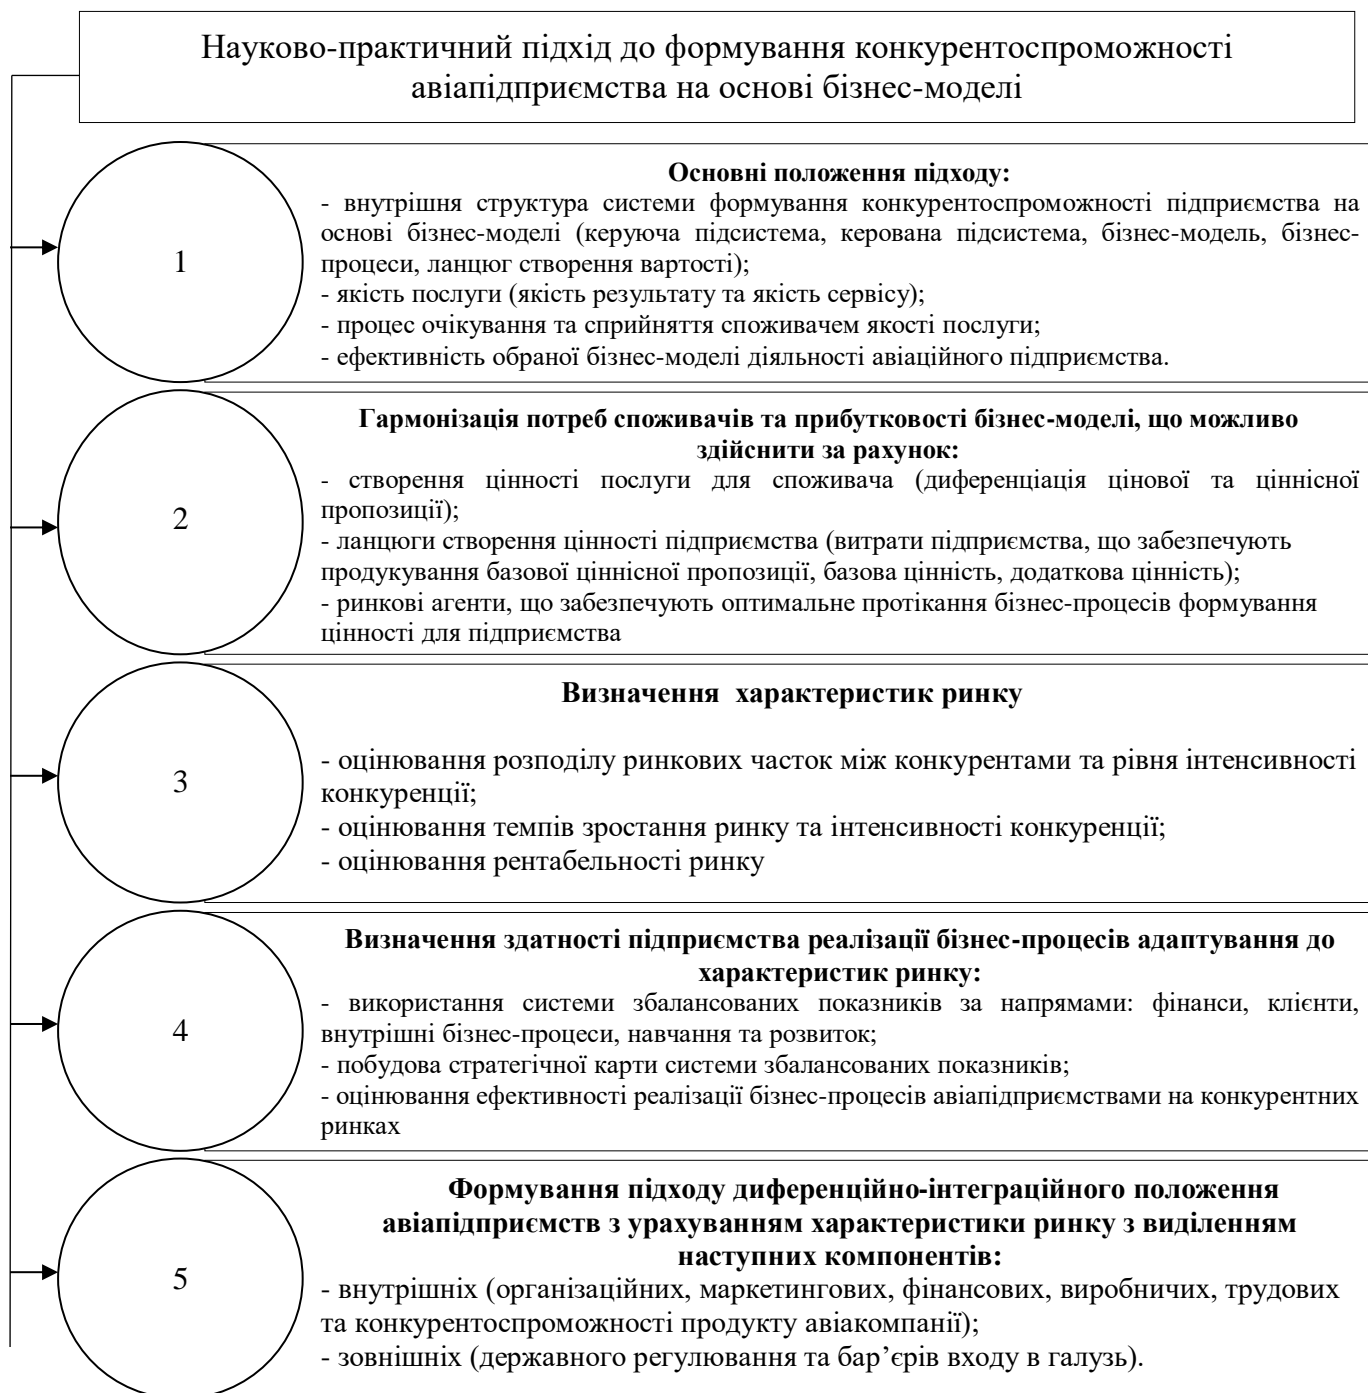 Науково-практичний підхід до формування конкурентоспроможності
авіапідприємства на основі бізнес-моделі
1
Основні положення підходу:
- внутрішня структура системи формування конкурентоспроможності підприємства на
основі бізнес-моделі (керуюча підсистема, керована підсистема, бізнес-модель, бізнес-
процеси, ланцюг створення вартості);
- якість послуги (якість результату та якість сервісу);
- процес очікування та сприйняття споживачем якості послуги;
- ефективність обраної бізнес-моделі діяльності авіаційного підприємства.
2
Гармонізація потреб споживачів та прибутковості бізнес-моделі, що можливо
здійснити за рахунок:
- створення цінності послуги для споживача (диференціація цінової та ціннісної
пропозиції);
- ланцюги створення цінності підприємства (витрати підприємства, що забезпечують
продукування базової ціннісної пропозиції, базова цінність, додаткова цінність);
- ринкові агенти, що забезпечують оптимальне протікання бізнес-процесів формування
цінності для підприємства
3
Визначення характеристик ринку
- оцінювання розподілу ринкових часток між конкурентами та рівня інтенсивності
конкуренції;
- оцінювання темпів зростання ринку та інтенсивності конкуренції;
- оцінювання рентабельності ринку
4
Визначення здатності підприємства реалізації бізнес-процесів адаптування до
характеристик ринку:
- використання системи збалансованих показників за напрямами: фінанси, клієнти,
внутрішні бізнес-процеси, навчання та розвиток;
- побудова стратегічної карти системи збалансованих показників;
- оцінювання ефективності реалізації бізнес-процесів авіапідприємствами на конкурентних
ринках
5
Формування підходу диференційно-інтеграційного положення
авіапідприємств з урахуванням характеристики ринку з виділенням
наступних компонентів:
- внутрішніх (організаційних, маркетингових, фінансових, виробничих, трудових
та конкурентоспроможності продукту авіакомпанії);
- зовнішніх (державного регулювання та бар’єрів входу в галузь).